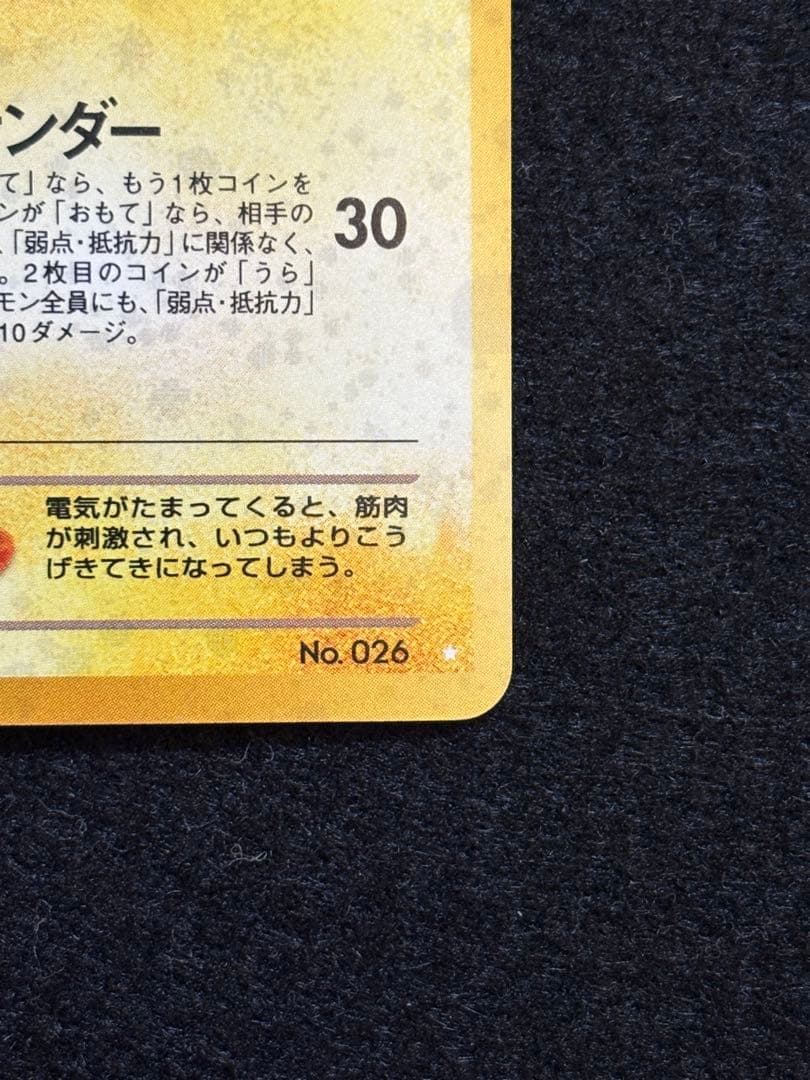 ンダー
て」なら、もう1枚コインを
ンが「おもて」なら、相手の
、「弱点・抵抗力」に関係なく、
。2枚目のコインが「うら」
モン全員にも、「弱点・抵抗力」
10ダメージ。
30
電気がたまってくると、筋肉
が刺激され、いつもよりこう
げきてきになってしまう。
No. 026